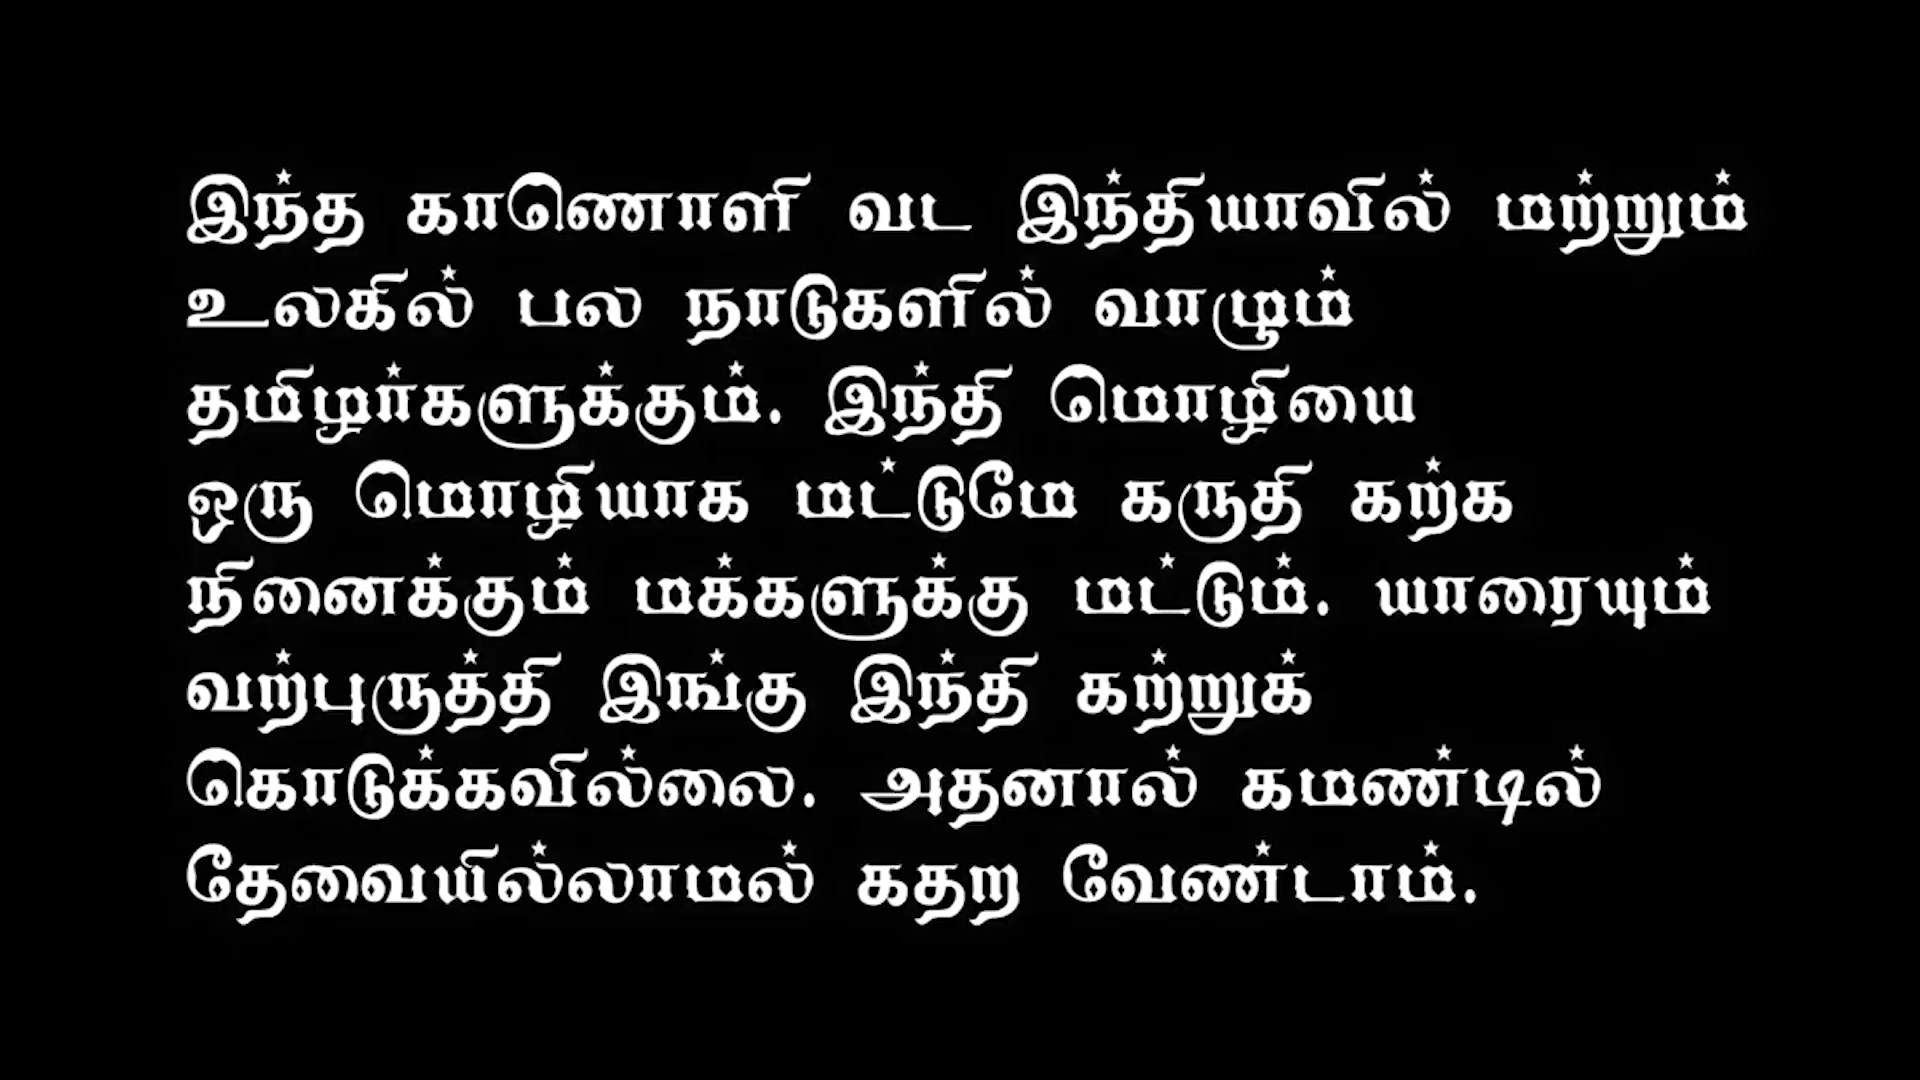 இந்த காணொளி வட இந்தியாவில் மற்றும்
உலகில் பல நாடுகளில் வாழும்
தமிழர்களுக்கும். இந்தி மொழியை
ஒரு மொழியாக மட்டுமே கருதி கற்க
நினைக்கும் மக்களுக்கு மட்டும். யாரையும்
வற்புருத்தி இங்கு இந்தி கற்றுக்
கொடுக்கவில்லை. அதனால் கமண்டில்
தேவையில்லாமல் கதற வேண்டாம்.